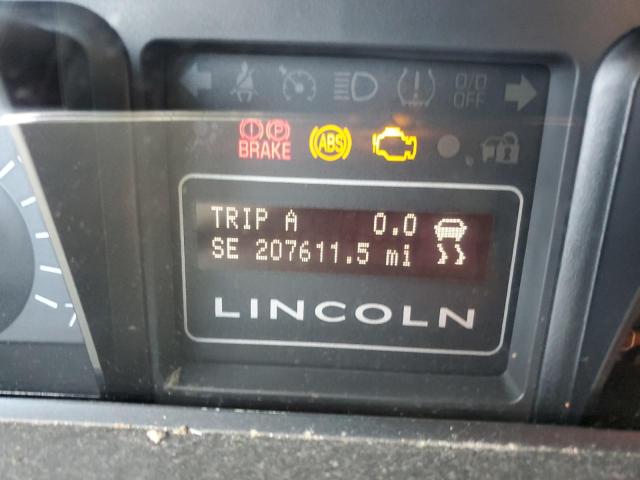 O/D
OFF
P
BRAKE
ABS
TRIP A 0.0
SE 207611.5 mi
LINCOLN